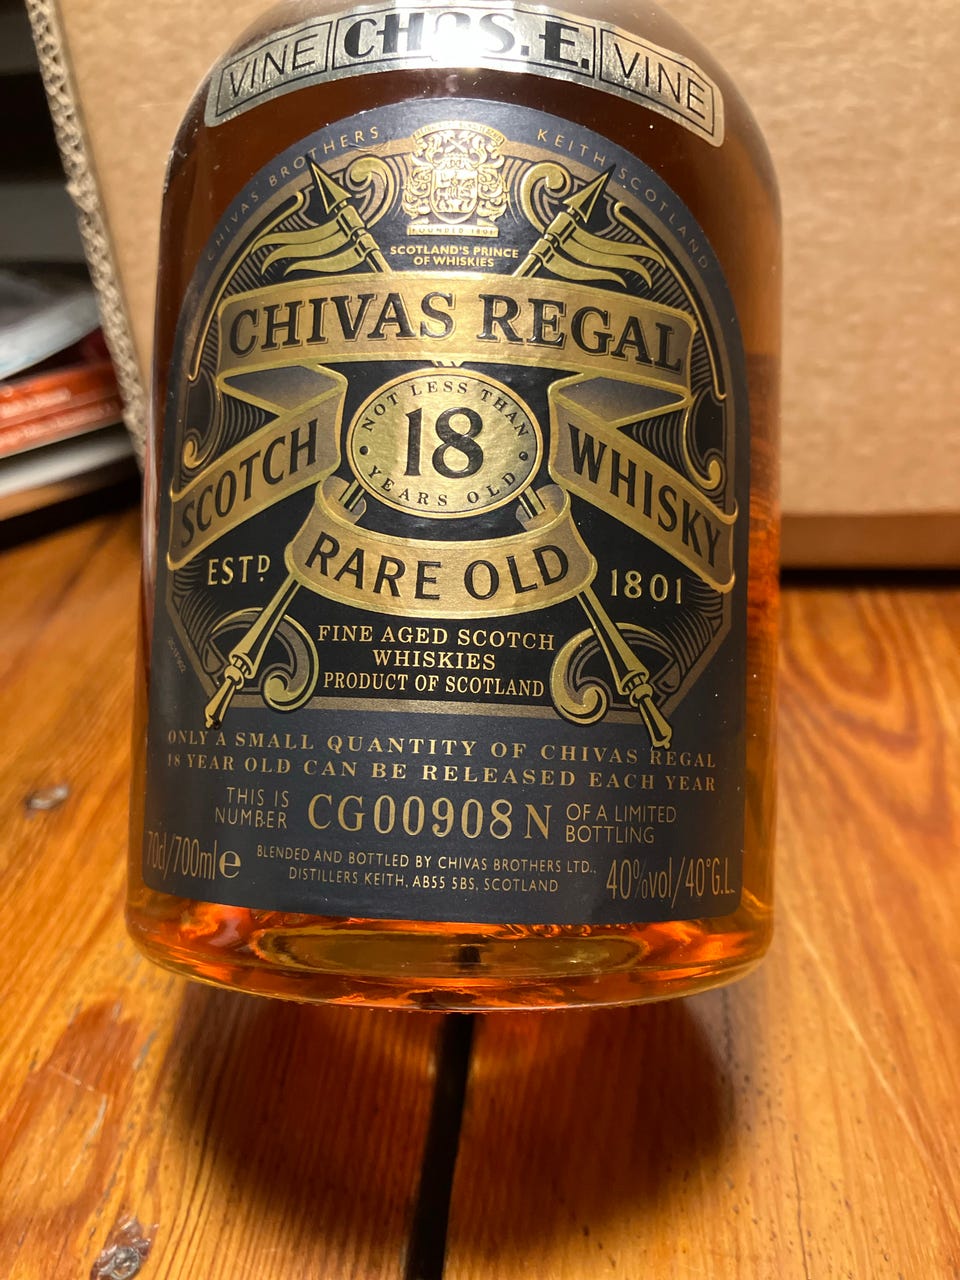 VINE CHAS. E. VINE
CHIVAS BROTHERS KEITH SCOTLAND
FOUNDED 1801
SCOTLAND'S PRINCE
OF WHISKIES
CHIVAS REGAL
NOT LESS THAN
18
YEARS OLD
SCOTCH WHISKY
RARE OLD
ESTD 1801
FINE AGED SCOTCH
WHISKIES
PRODUCT OF SCOTLAND
ONLY A SMALL QUANTITY OF CHIVAS REGAL
18 YEAR OLD CAN BE RELEASED EACH YEAR
THIS IS
NUMBER
CG00908 N
OF A LIMITED
BOTTLING
70cl/700ml e
BLENDED AND BOTTLED BY CHIVAS BROTHERS LTD.,
DISTILLERS KEITH, AB55 5BS, SCOTLAND
40%vol/40°G.L.